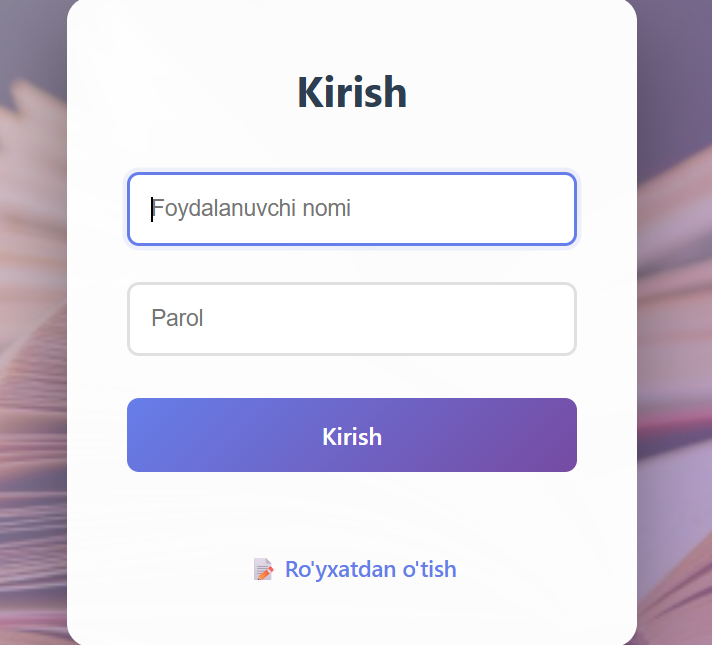 Kirish
Foydalanuvchi nomi
Parol
Kirish
Ro'yxatdan o'tish